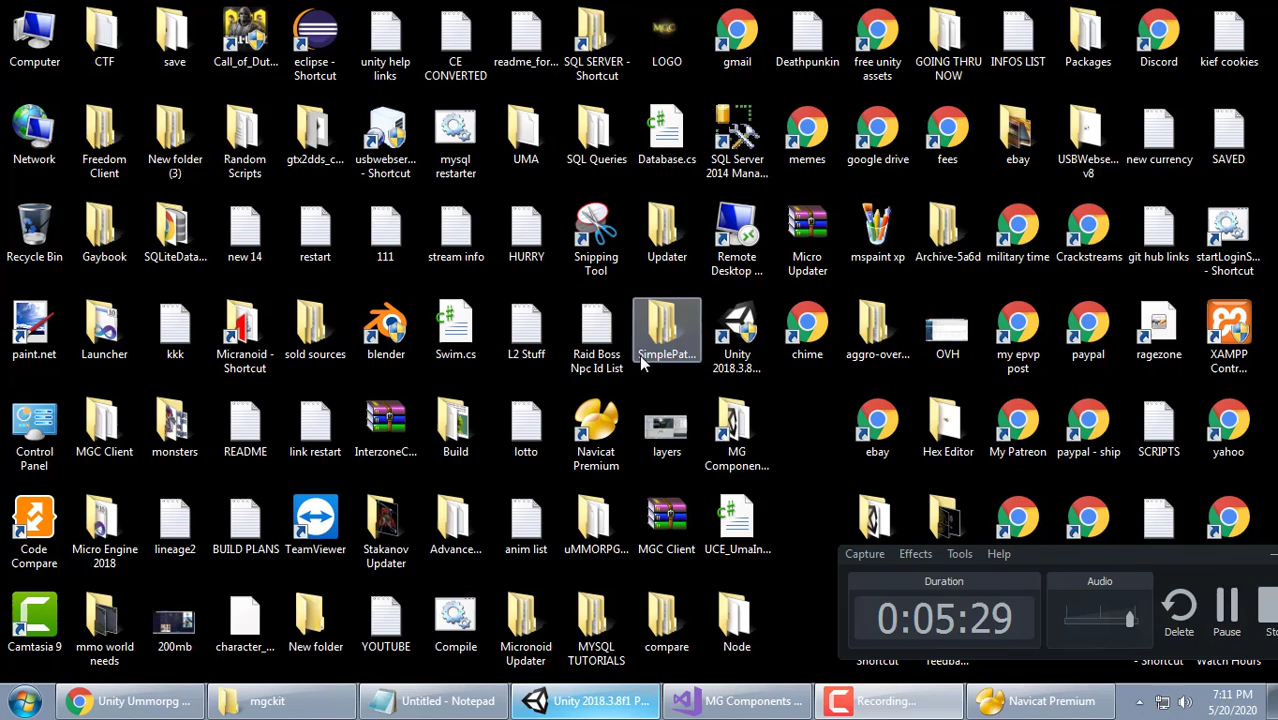 Computer
CTF
save
Call_of_Dut...
eclipse -
Shortcut
unity help
links
CE
CONVERTED
readme_for...
SQL SERVER -
Shortcut
MGC
LOGO
gmail
Deathpunkin
free unity
assets
GOING THRU
NOW
INFOS LIST
Packages
Discord
kief cookies
Network
Freedom
Client
New folder
(3)
Random
Scripts
gtx2dds_c...
usbwebser...
- Shortcut
mysql
restarter
UMA
SQL Queries
Database.cs
SQL Server
2014 Mana...
memes
google drive
fees
ebay
USBWebse...
v8
new currency
SAVED
Recycle Bin
Gaybook
SQLiteData...
new 14
restart
111
stream info
HURRY
Snipping
Tool
Updater
Remote
Desktop ...
Micro
Updater
mspaint xp
Archive-5a6d
military time
Crackstreams
git hub links
startLoginS...
- Shortcut
paint.net
Launcher
kkk
Micranoid -
Shortcut
sold sources
blender
Swim.cs
L2 Stuff
Raid Boss
Npc Id List
SimplePat...
Unity
2018.3.8...
chime
aggro-over...
OVH
my epvp
post
paypal
ragezone
XAMPP
Contr...
Control
Panel
MGC Client
monsters
README
link restart
InterzoneC...
Build
lotto
Navicat
Premium
layers
MG
Componen...
ebay
Hex Editor
My Patreon
paypal - ship
SCRIPTS
yahoo
Code
Compare
Micro Engine
2018
lineage2
BUILD PLANS
TeamViewer
Stakanov
Updater
Advance...
anim list
uMMORPG...
MGC Client
UCE_UmaIn...
Capture Effects Tools Help
Duration
Audio
0:05:29
Delete
Pause
Camtasia 9
mmo world
needs
200mb
character_...
New folder
YOUTUBE
Compile
Micronoid
Updater
MYSQL
TUTORIALS
compare
Node
Shortcut
- Shortcut
Watch Hours
Unity Ummorpg ...
mgckit
Untitled - Notepad
Unity 2018.3.8f1 P...
MG Components ...
Recording...
Navicat Premium
7:11 PM
5/20/2020